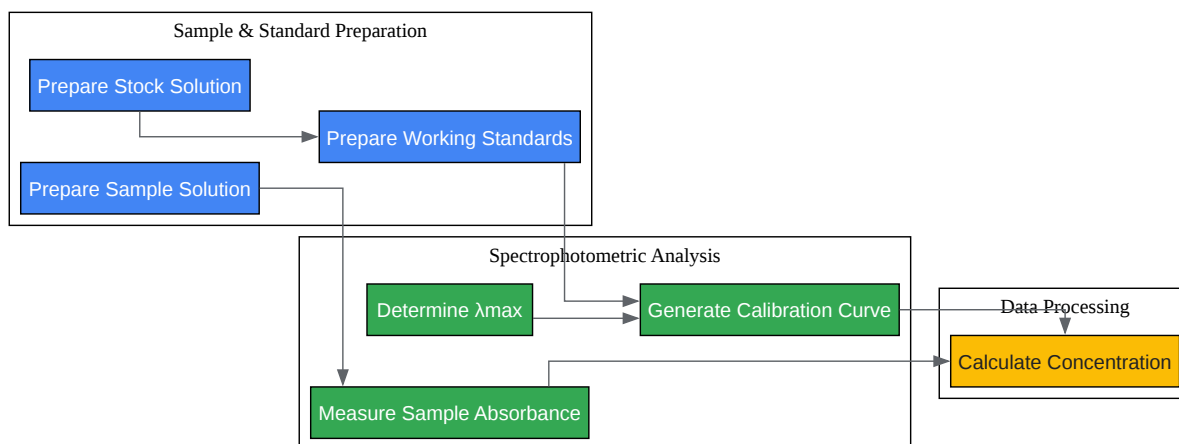 Sample & Standard Preparation
Prepare Stock Solution
Prepare Working Standards
Prepare Sample Solution
Spectrophotometric Analysis
Determine λmax
Generate Calibration Curve
Measure Sample Absorbance
Data Processing
Calculate Concentration